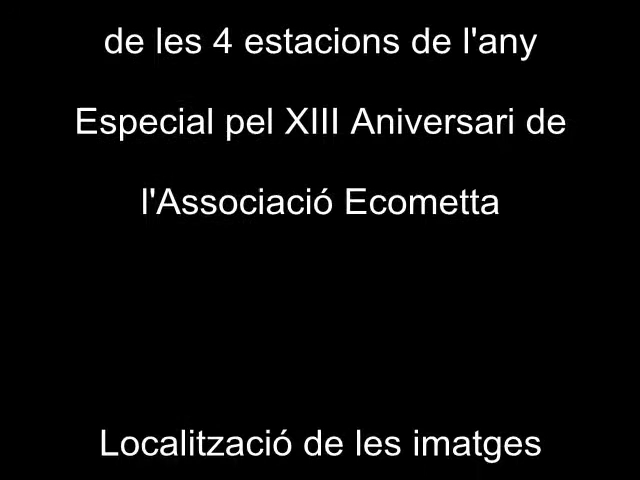 de les 4 estacions de l'any
Especial pel XIII Aniversari de
l'Associació Ecometta
Localització de les imatges